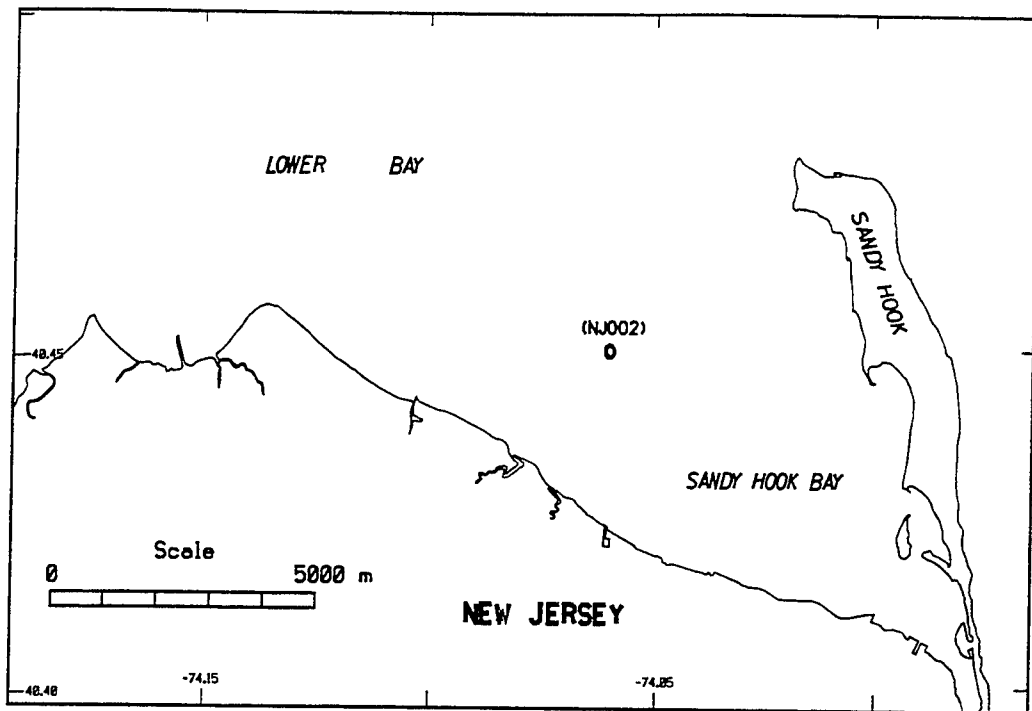 LOWER BAY
SANDY HOOK
(NJ002)
40.45
SANDY HOOK BAY
Scale
0 5000 m
NEW JERSEY
-74.15 -74.05
40.40